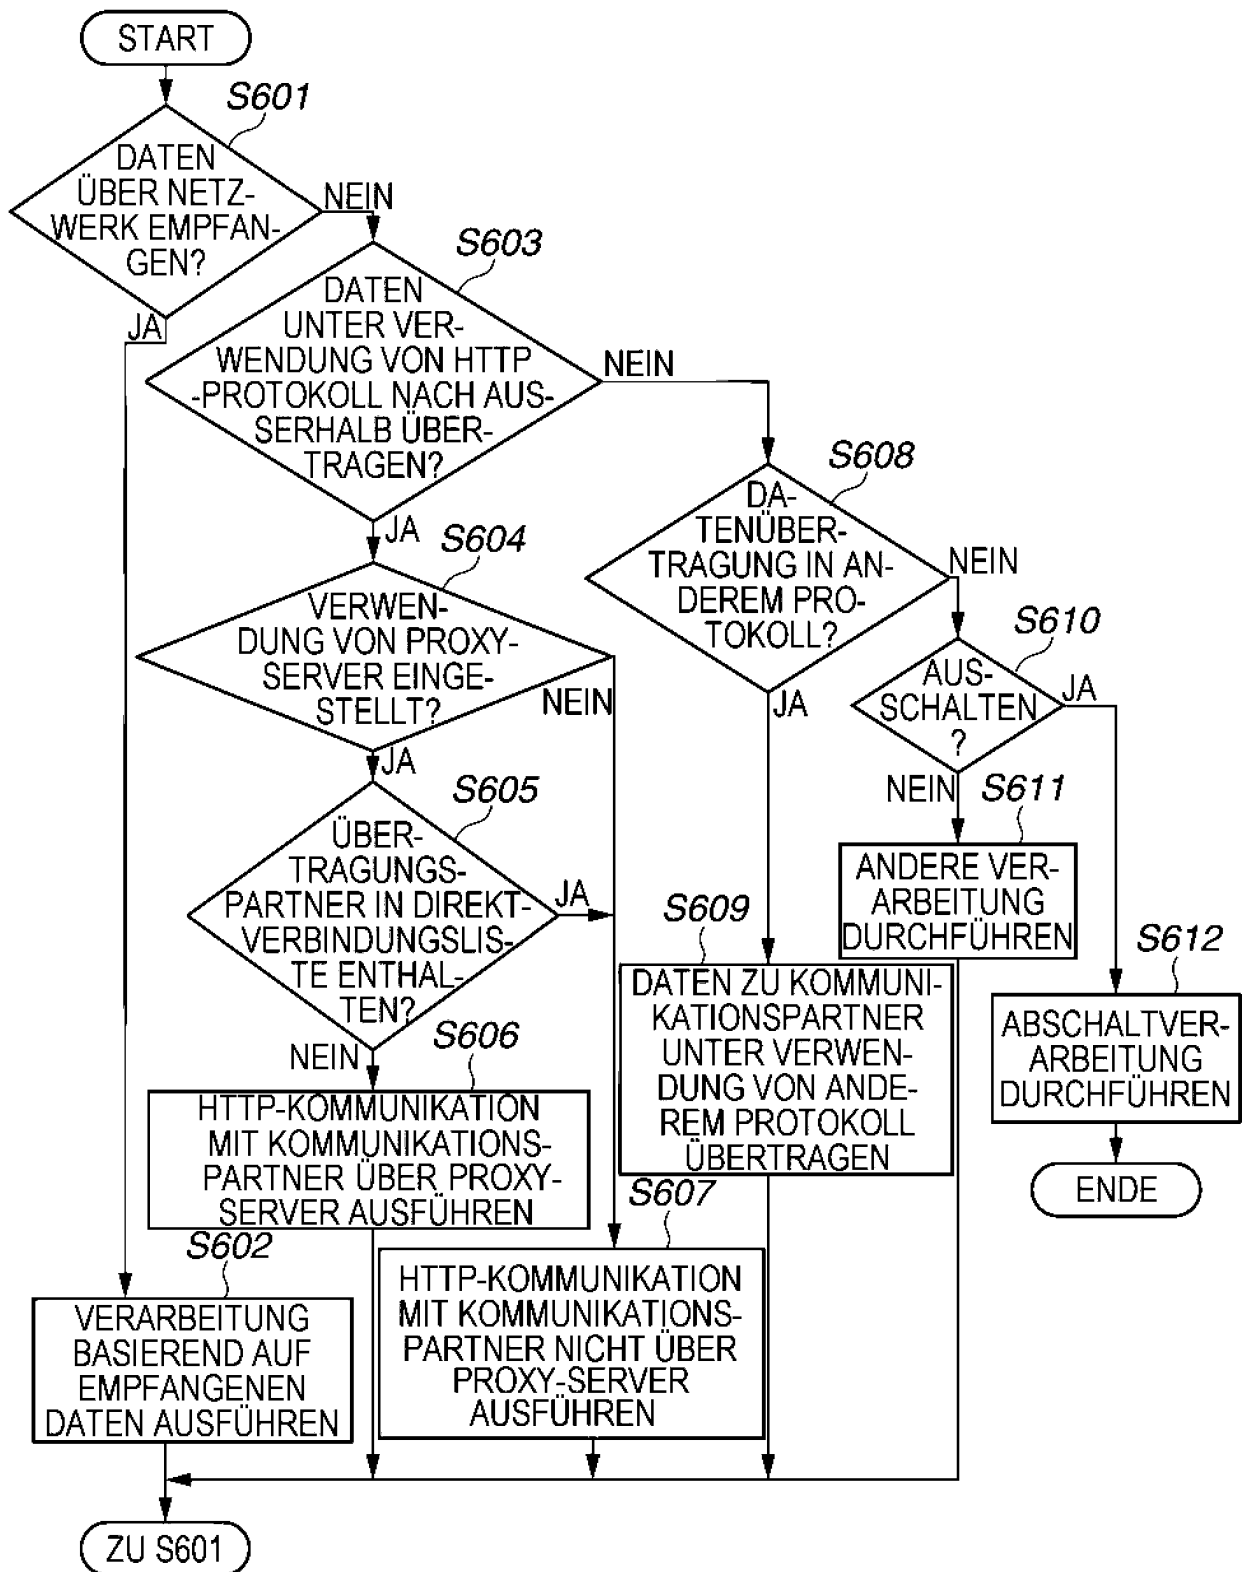 START
S601
DATEN
ÜBER NETZ-
WERK EMPFAN-
GEN?
NEIN
JA
S603
DATEN
UNTER VER-
WENDUNG VON HTTP
-PROTOKOLL NACH AUS-
SERHALB ÜBER-
TRAGEN?
NEIN
JA
S604
VERWEN-
DUNG VON PROXY-
SERVER EINGE-
STELLT?
NEIN
JA
S605
ÜBER-
TRAGUNGS-
PARTNER IN DIREKT-
VERBINDUNGSLIS-
TE ENTHAL-
TEN?
JA
NEIN
S606
HTTP-KOMMUNIKATION
MIT KOMMUNIKATIONS-
PARTNER ÜBER PROXY-
SERVER AUSFÜHREN
S608
DA-
TENÜBER-
TRAGUNG IN AN-
DEREM PRO-
TOKOLL?
NEIN
JA
S610
AUS-
SCHALTEN
?
JA
NEIN
S611
ANDERE VER-
ARBEITUNG
DURCHFÜHREN
S609
DATEN ZU KOMMUNI-
KATIONSPARTNER
UNTER VERWEN-
DUNG VON ANDE-
REM PROTOKOLL
ÜBERTRAGEN
S612
ABSCHALTVER-
ARBEITUNG
DURCHFÜHREN
ENDE
S602
VERARBEITUNG
BASIEREND AUF
EMPFANGENEN
DATEN AUSFÜHREN
S607
HTTP-KOMMUNIKATION
MIT KOMMUNIKATIONS-
PARTNER NICHT ÜBER
PROXY-SERVER
AUSFÜHREN
ZU S601